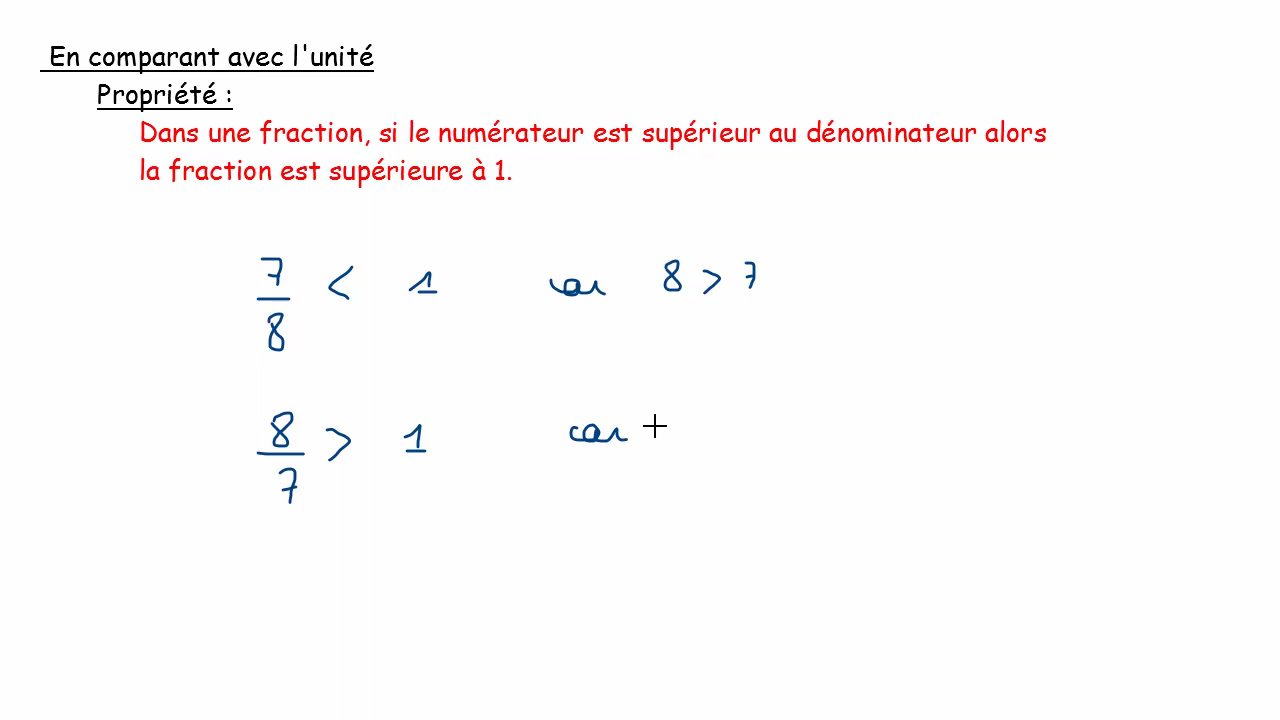 En comparant avec l'unité
Propriété :
Dans une fraction, si le numérateur est supérieur au dénominateur alors
la fraction est supérieure à 1.
7/8 < 1 car 8 > 7
8/7 > 1 car